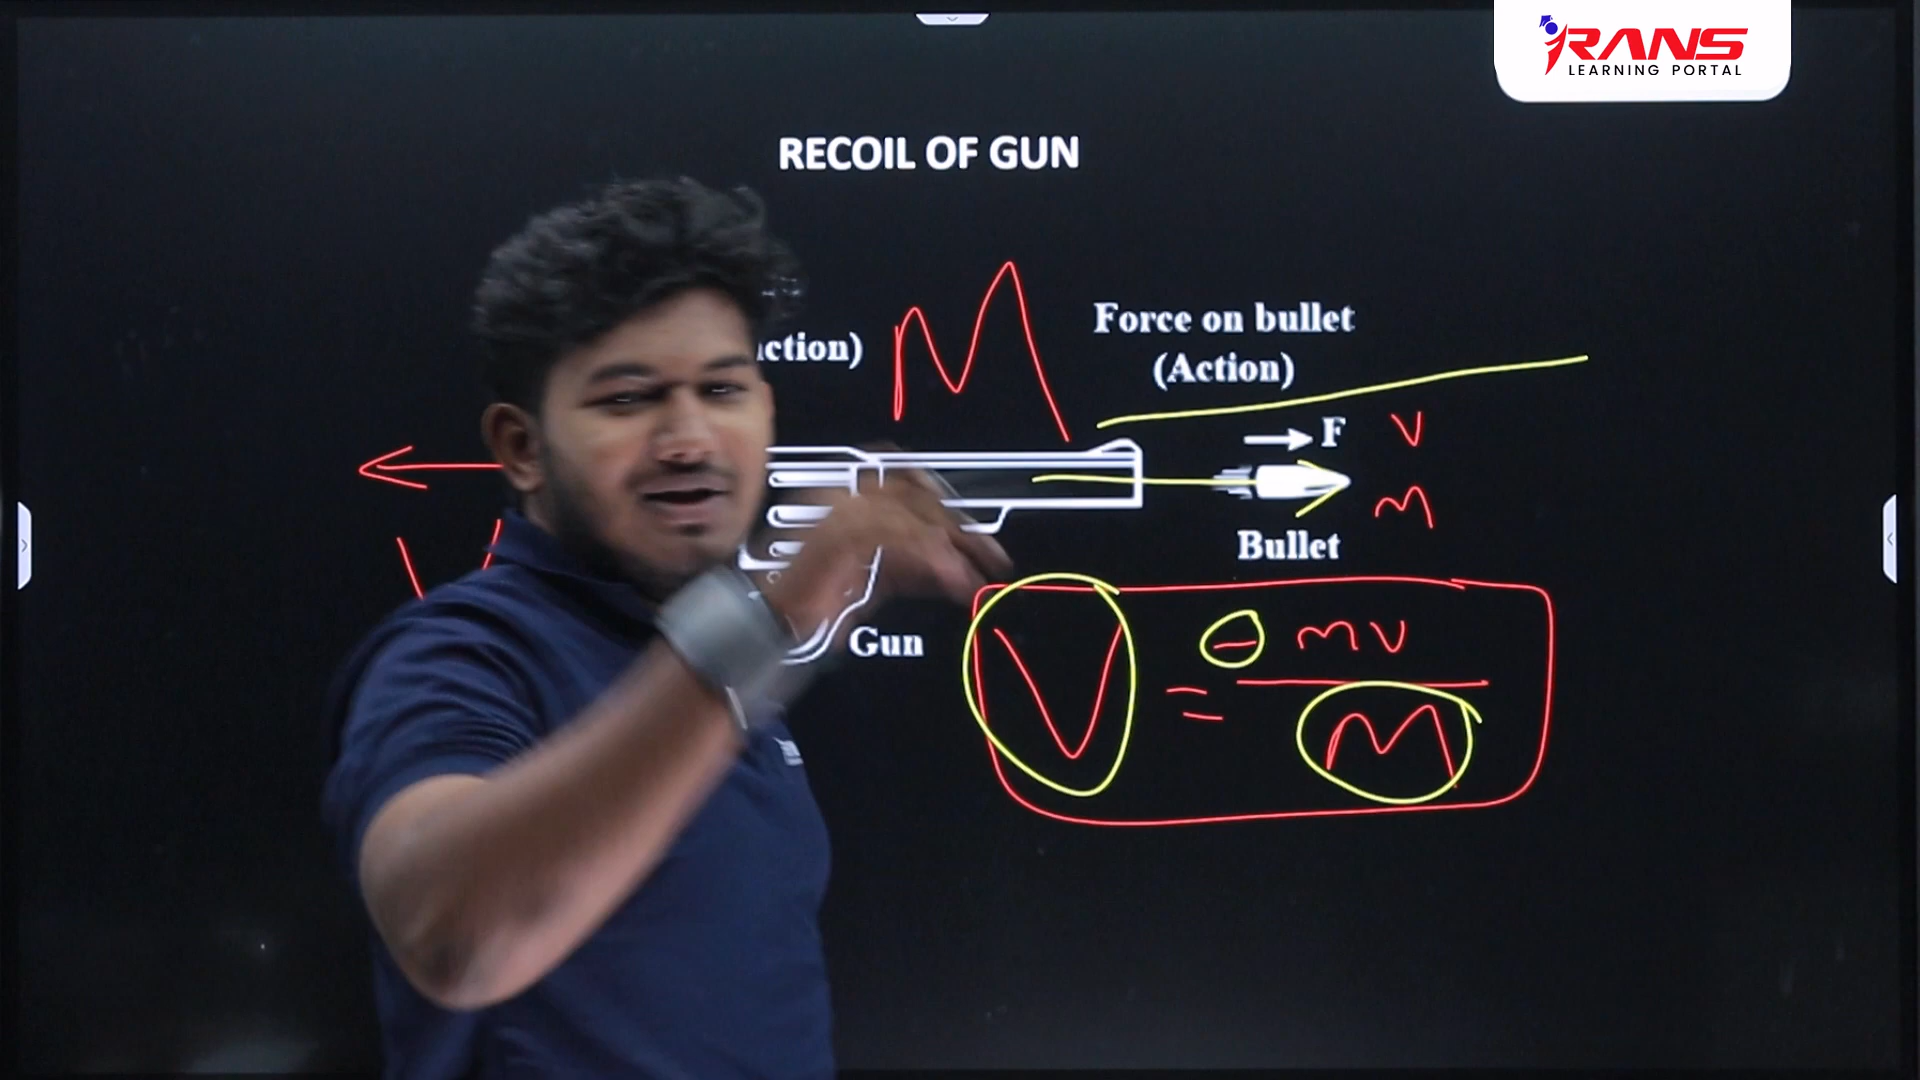 RANS
LEARNING PORTAL
RECOIL OF GUN
ction)
M
Force on bullet
(Action)
F
v
m
Bullet
V
Gun
V = - mv
M